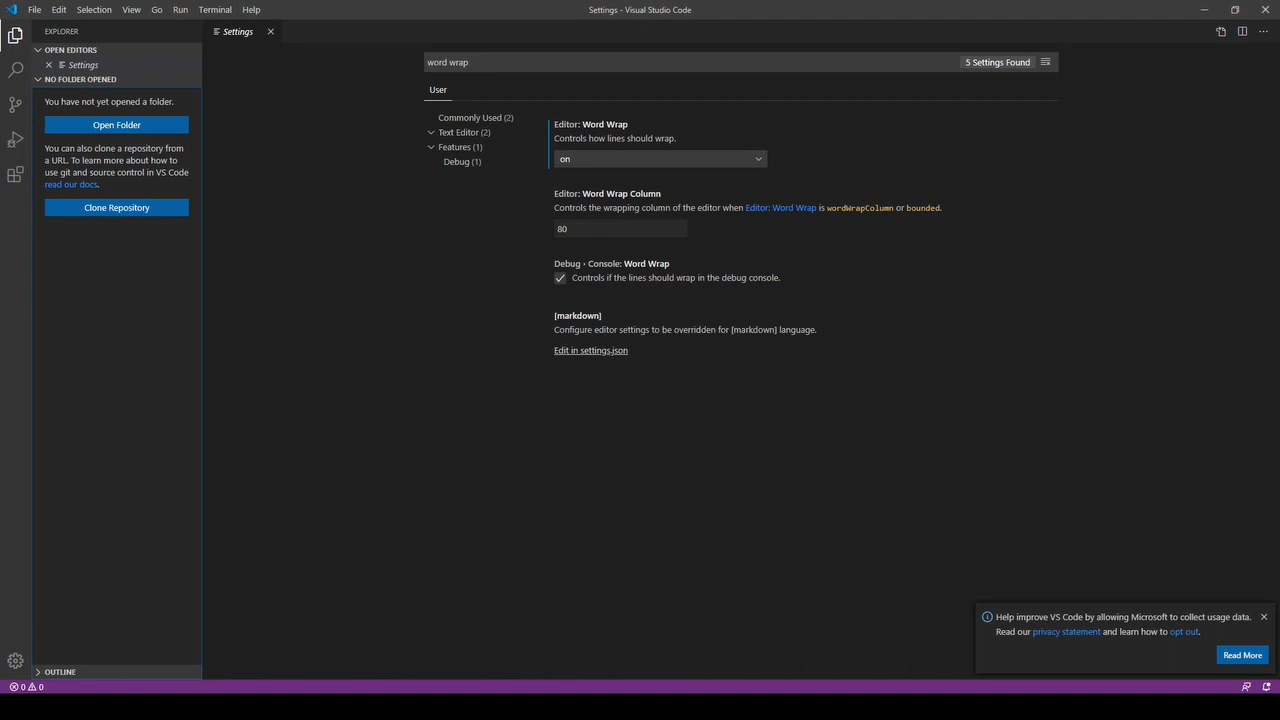 File Edit Selection View Go Run Terminal Help
Settings - Visual Studio Code
EXPLORER
OPEN EDITORS
Settings
NO FOLDER OPENED
You have not yet opened a folder.
Open Folder
You can also clone a repository from
a URL. To learn more about how to
use git and source control in VS Code
read our docs.
Clone Repository
OUTLINE
Settings
word wrap
5 Settings Found
User
Commonly Used (2)
Text Editor (2)
Features (1)
Debug (1)
Editor: Word Wrap
Controls how lines should wrap.
on
Editor: Word Wrap Column
Controls the wrapping column of the editor when Editor: Word Wrap is wordWrapColumn or bounded.
80
Debug › Console: Word Wrap
Controls if the lines should wrap in the debug console.
[markdown]
Configure editor settings to be overridden for [markdown] language.
Edit in settings.json
Help improve VS Code by allowing Microsoft to collect usage data.
Read our privacy statement and learn how to opt out.
Read More
0 0